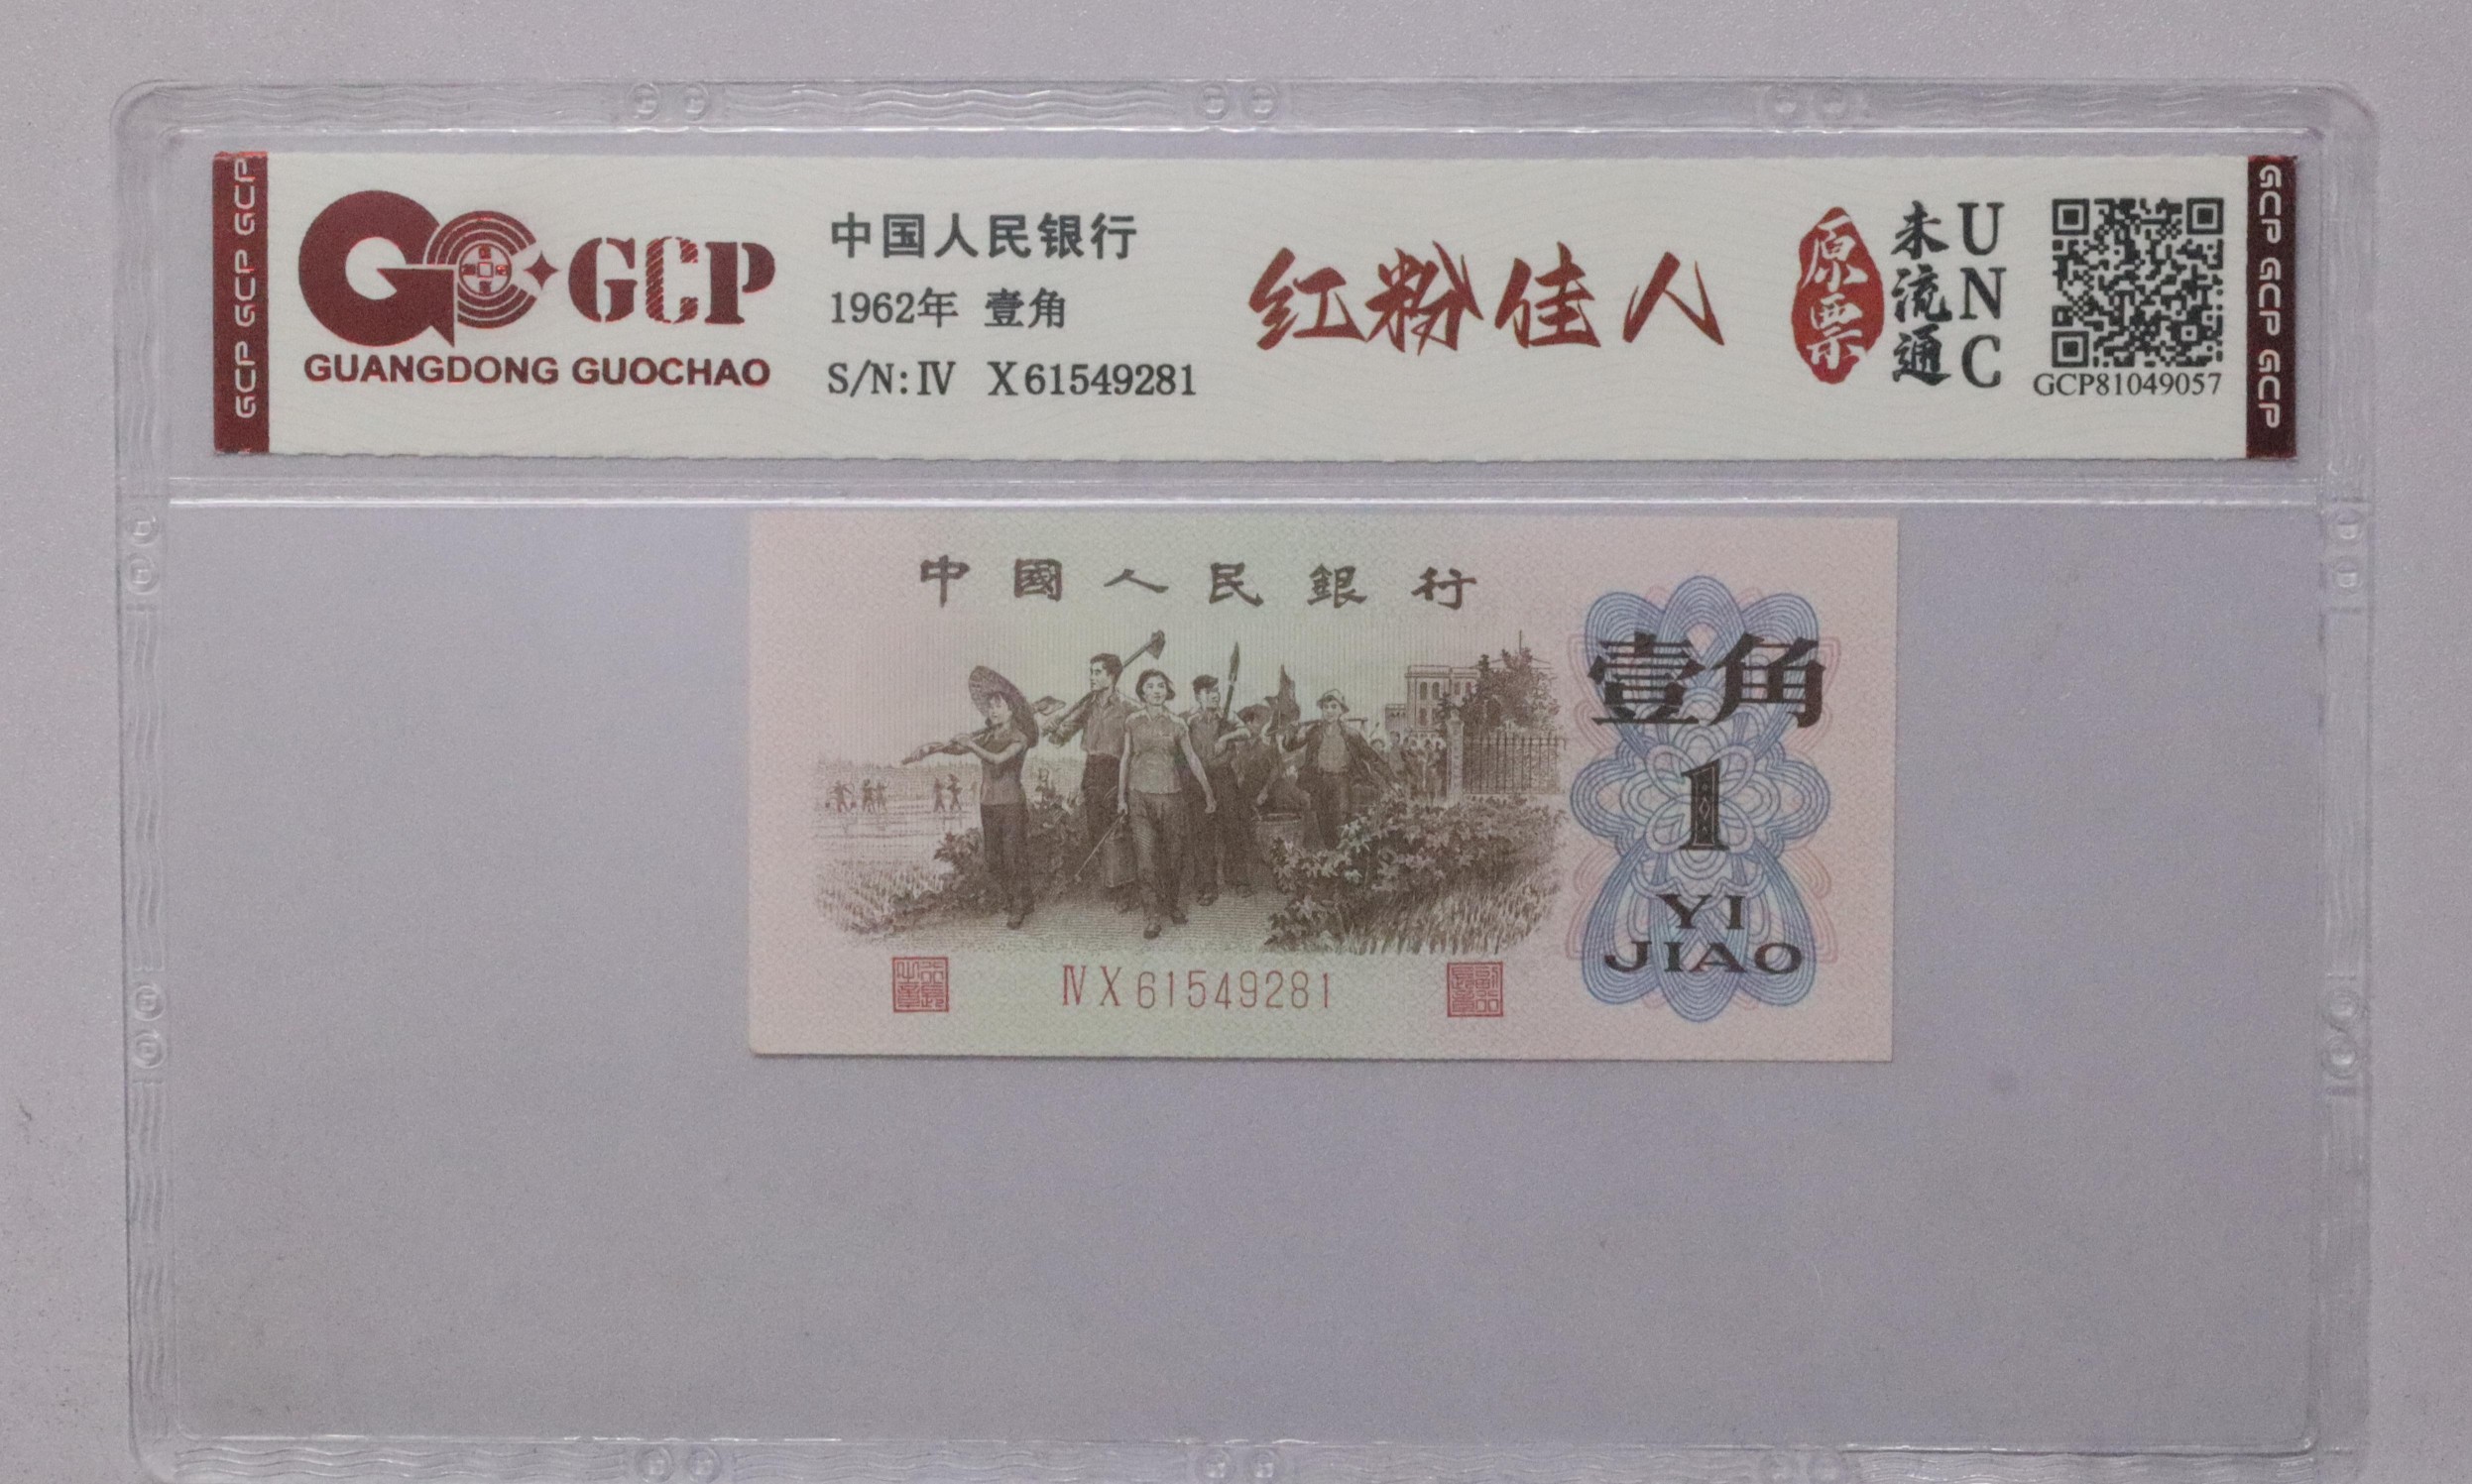 GCP GCP GCP
GCP
GUANGDONG GUOCHAO
中国人民银行
1962年 壹角
S/N: Ⅳ X61549281
红粉佳人
原票
未流通
UNC
GCP81049057
GCP GCP GCP
中國人民銀行
壹角
1
YI
JIAO
ⅣX61549281